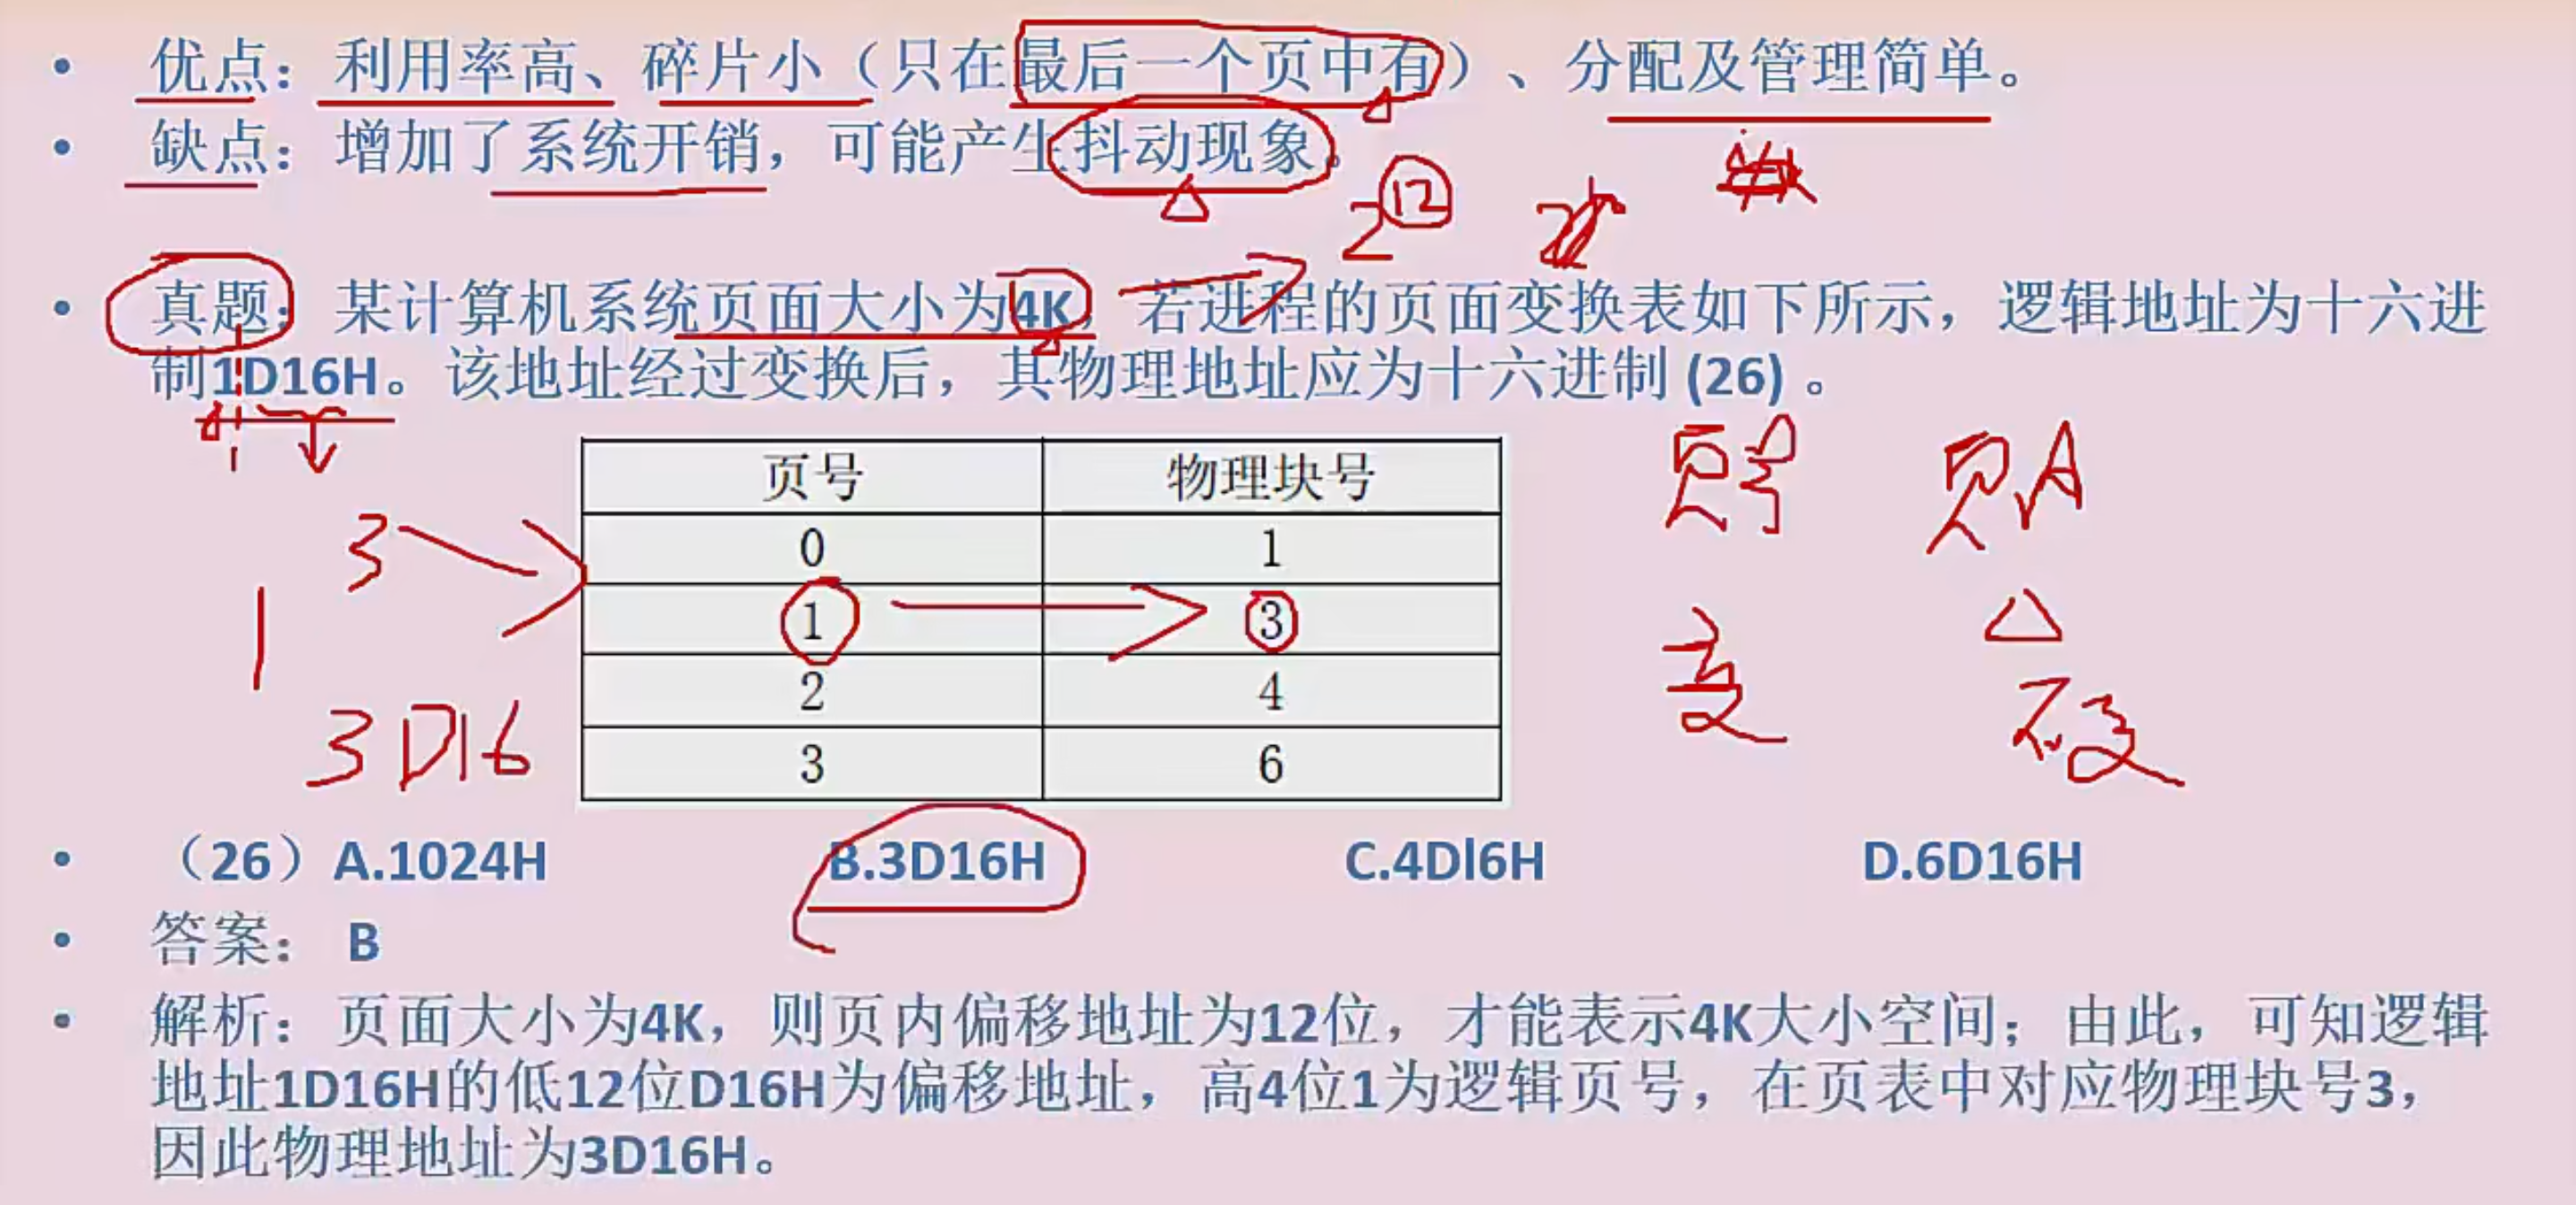 • 优点：利用率高、碎片小（只在最后一个页中有）、分配及管理简单。
• 缺点：增加了系统开销，可能产生抖动现象。
2^12
• 真题：某计算机系统页面大小为4K，若进程的页面变换表如下所示，逻辑地址为十六进
制1D16H。该地址经过变换后，其物理地址应为十六进制 (26) 。
页号 物理块号
0 1
1 3
2 4
3 6
页号 页内
3
1
变 不变
3D16
• （26）A.1024H B.3D16H C.4Dl6H D.6D16H
• 答案： B
• 解析：页面大小为4K，则页内偏移地址为12位，才能表示4K大小空间；由此，可知逻辑
地址1D16H的低12位D16H为偏移地址，高4位1为逻辑页号，在页表中对应物理块号3，
因此物理地址为3D16H。